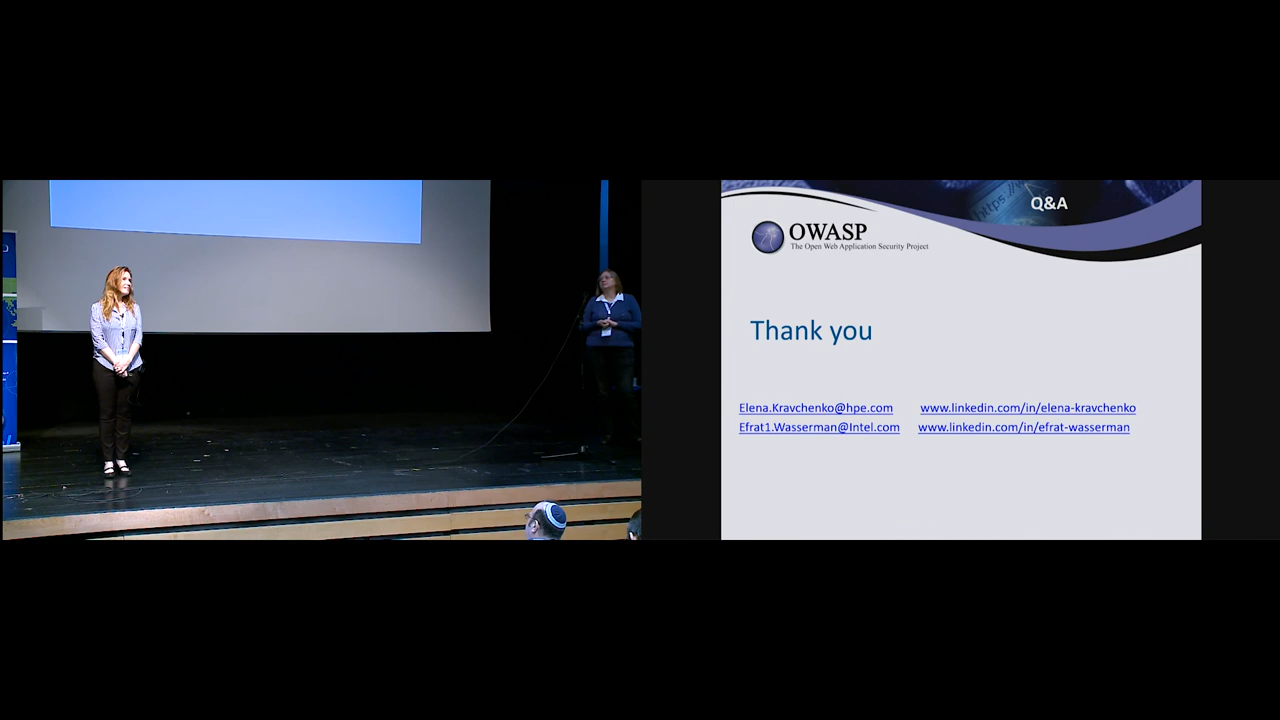 https://
Q&A
OWASP
The Open Web Application Security Project
Thank you
Elena.Kravchenko@hpe.com www.linkedin.com/in/elena-kravchenko
Efrat1.Wasserman@Intel.com www.linkedin.com/in/efrat-wasserman